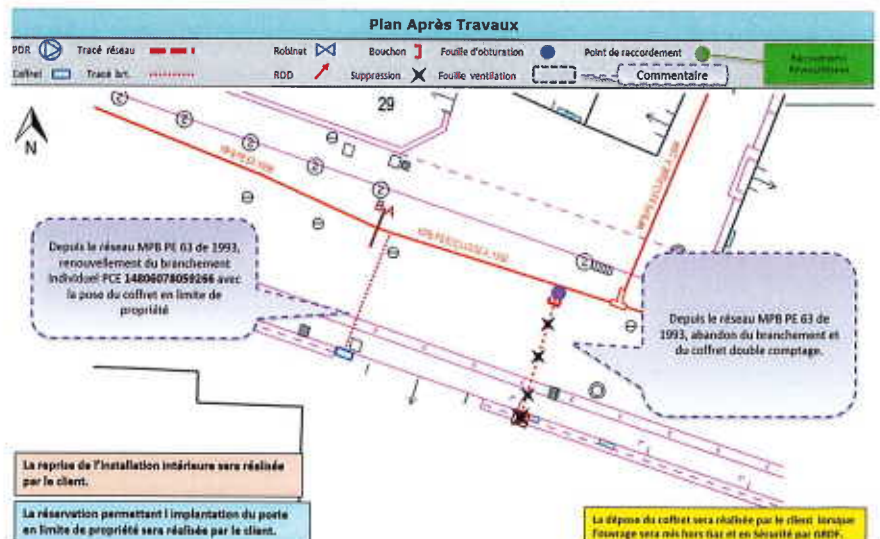 Plan Après Travaux
PDR Tracé réseau Robinet Bouchon Fouille d'obturation Point de raccordement
Coffret Tracé brt. RDD Suppression Fouille ventilation Commentaire
29
N
Depuis le réseau MPB PE 63 de 1993,
renouvellement du branchement
individuel PCE 14806078059266 avec
la pose du coffret en limite de
propriété
Depuis le réseau MPB PE 63 de
1993, abandon du branchement et
du coffret double comptage.
La reprise de l'installation intérieure sera réalisée
par le client.
La réservation permettant l implantation du porte
en limite de propriété sera réalisée par le client.
La dépose du coffret sera réalisée par le client lorsque
l'ouvrage sera mis hors Gaz et en Sécurité par GRDF.